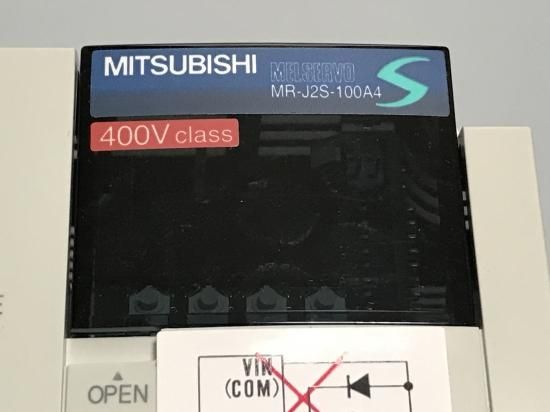 MITSUBISHI MELSERVO
MR-J2S-100A4
400V class
VIN
(COM)
OPEN